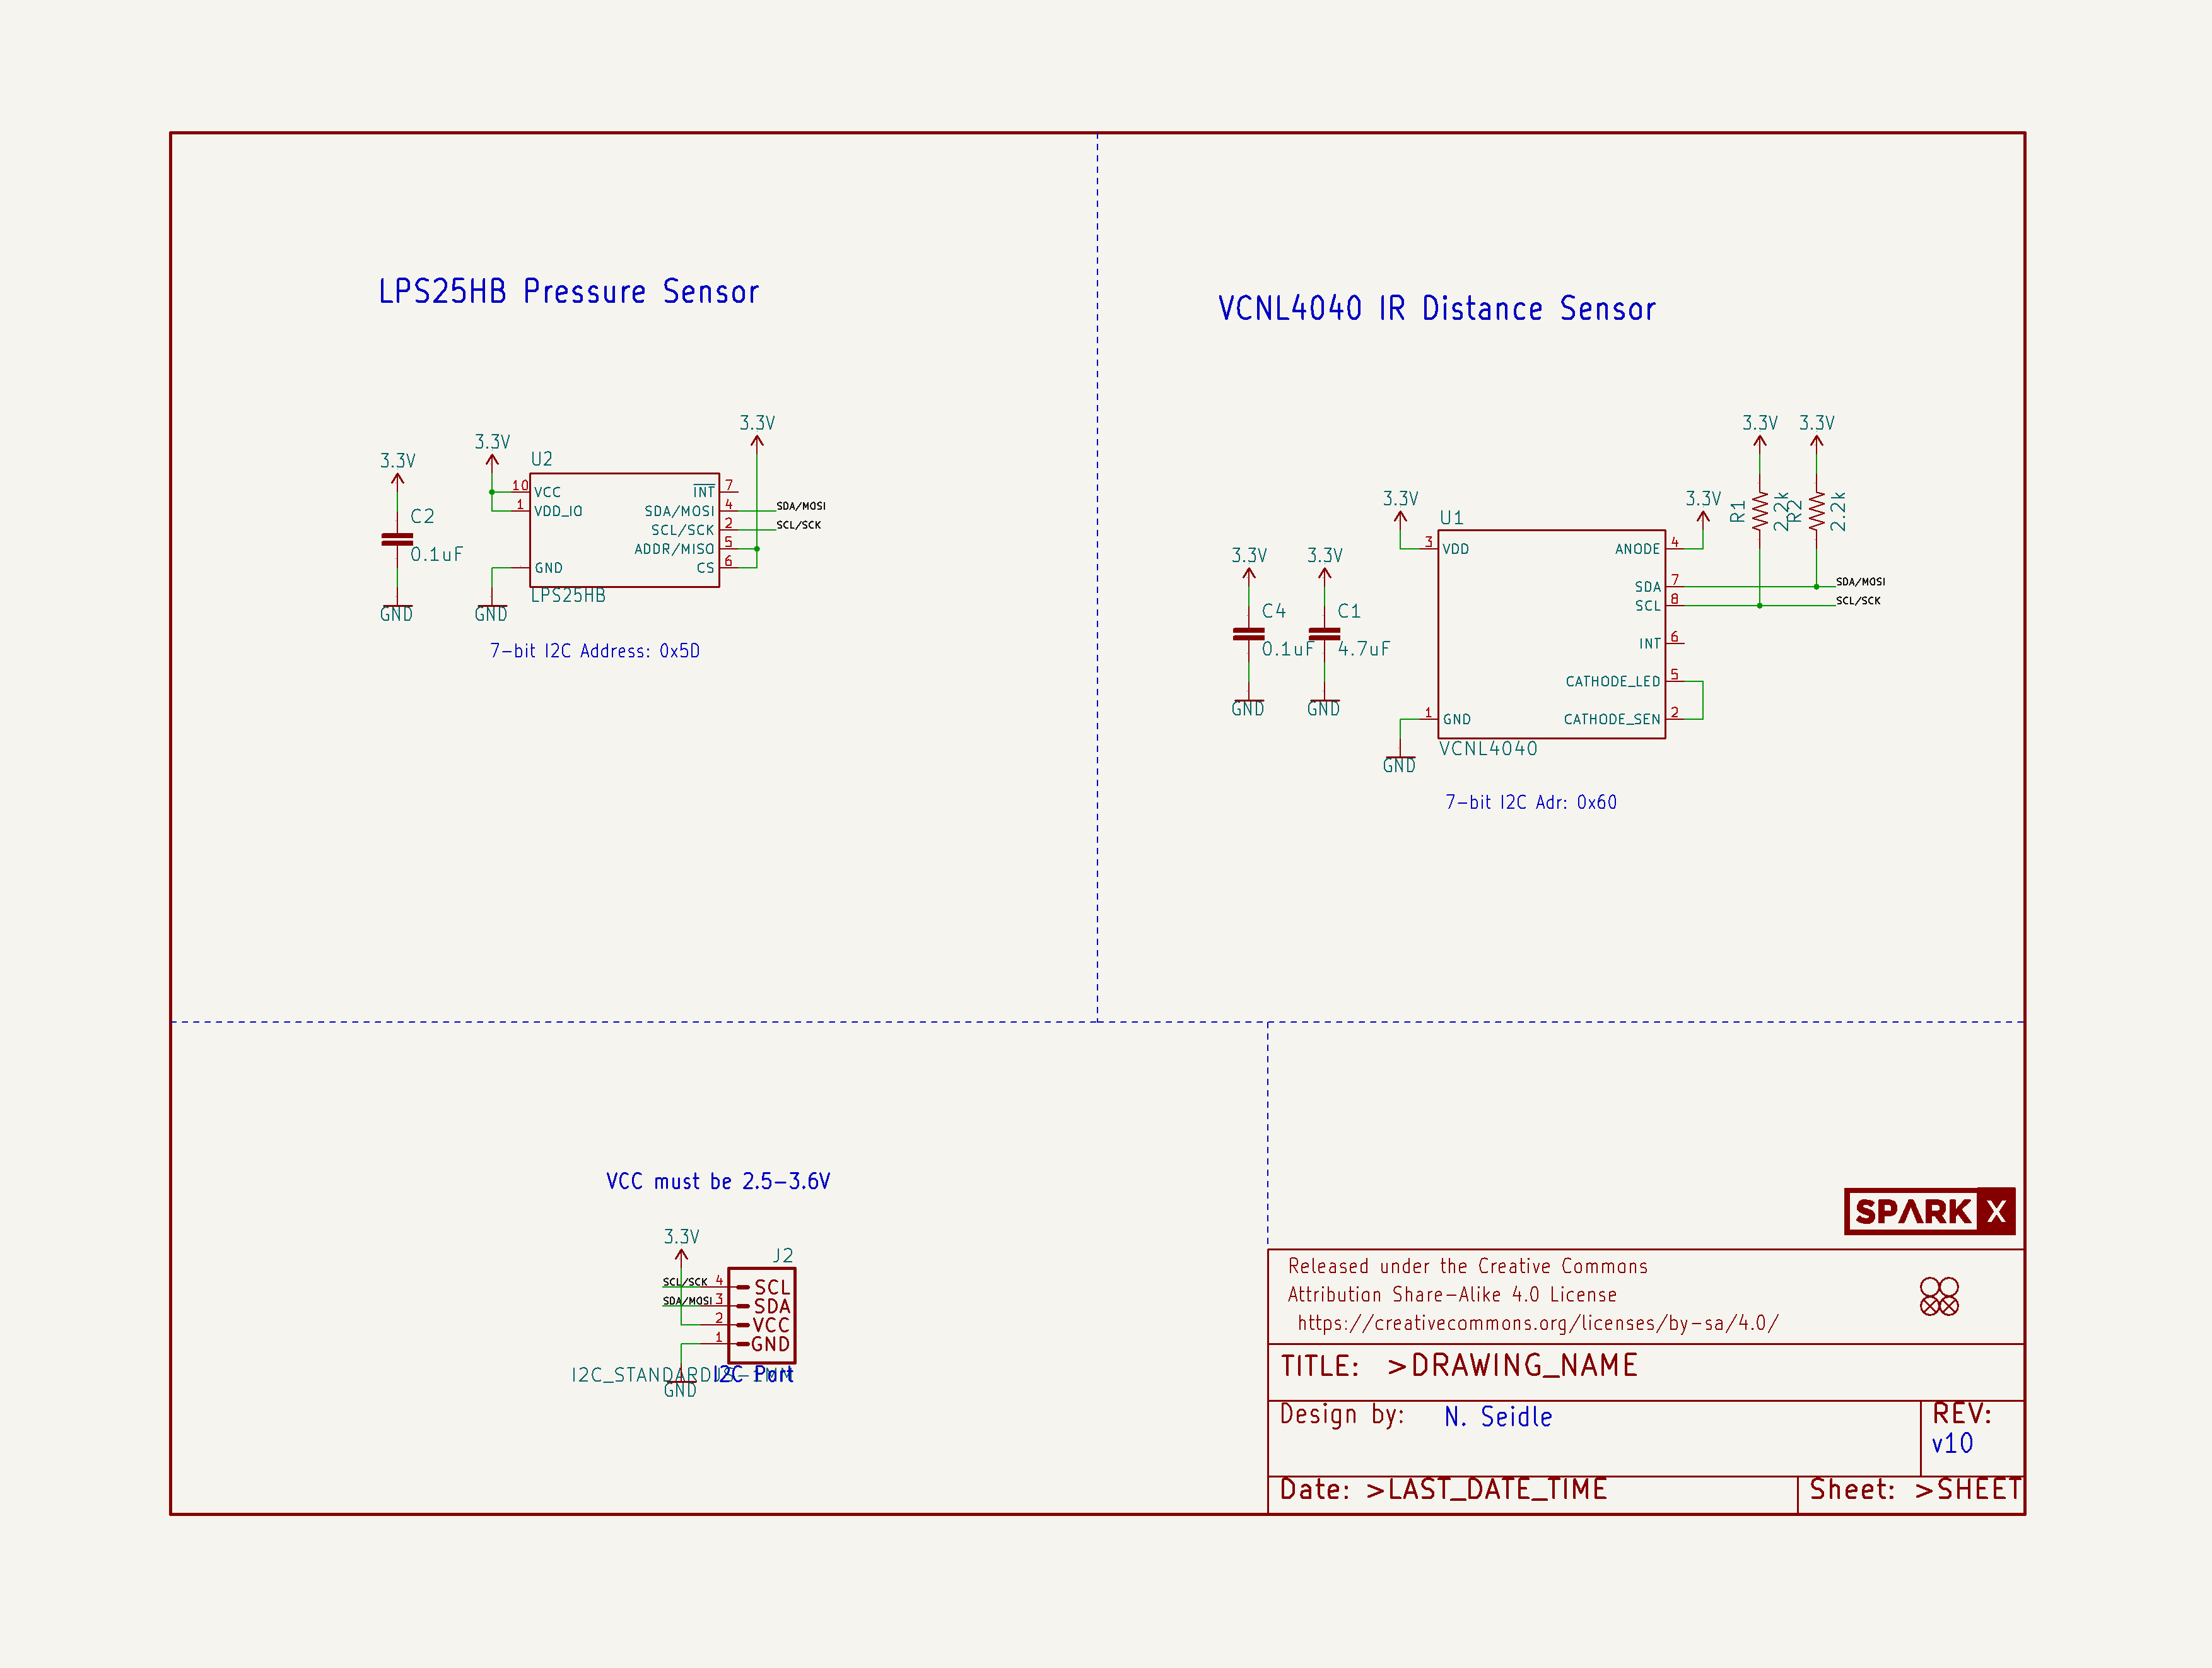 LPS25HB Pressure Sensor
VCNL4040 IR Distance Sensor
3.3V
C2
0.1uF
GND
3.3V
U2
10 VCC
1 VDD_IO
GND
INT 7
SDA/MOSI 4 SDA/MOSI
SCL/SCK 2 SCL/SCK
ADDR/MISO 5
CS 6
3.3V
LPS25HB
GND
7-bit I2C Address: 0x5D
3.3V
C4
0.1uF
GND
3.3V
C1
4.7uF
GND
3.3V
U1
3 VDD
1 GND
GND
ANODE 4
3.3V
SDA 7 SDA/MOSI
SCL 8 SCL/SCK
INT 6
CATHODE_LED 5
CATHODE_SEN 2
VCNL4040
3.3V
R1
2.2k
3.3V
R2
2.2k
7-bit I2C Adr: 0x60
VCC must be 2.5-3.6V
3.3V
J2
SCL/SCK 4 SCL
SDA/MOSI 3 SDA
2 VCC
1 GND
I2C Port
GND
SPARK X
Released under the Creative Commons
Attribution Share-Alike 4.0 License
https://creativecommons.org/licenses/by-sa/4.0/
TITLE: >DRAWING_NAME
Design by: N. Seidle
REV:
v10
Date: >LAST_DATE_TIME
Sheet: >SHEET